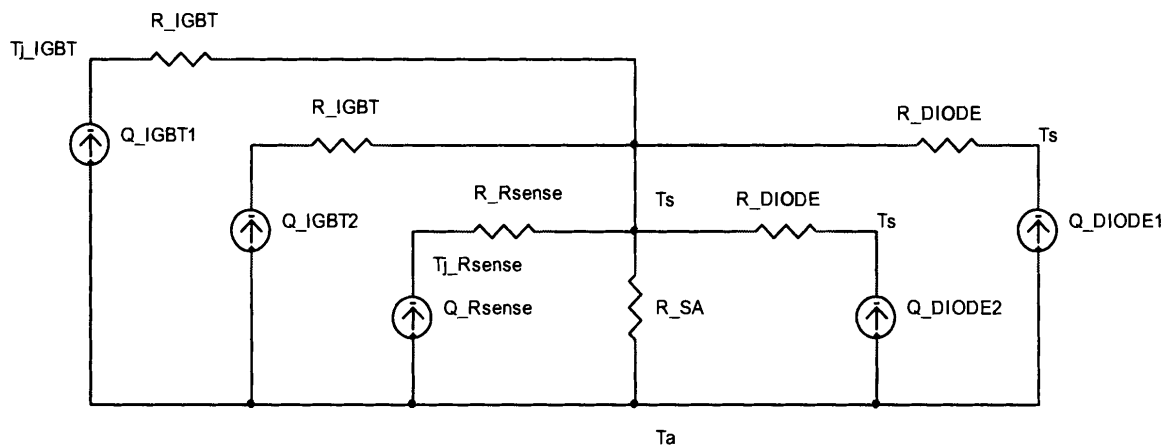 R_IGBT
Tj_IGBT
R_IGBT
R_DIODE
Q_IGBT1
Ts
R_Rsense
Ts
R_DIODE
Q_IGBT2
Ts
Q_DIODE1
Tj_Rsense
Q_Rsense
R_SA
Q_DIODE2
Ta